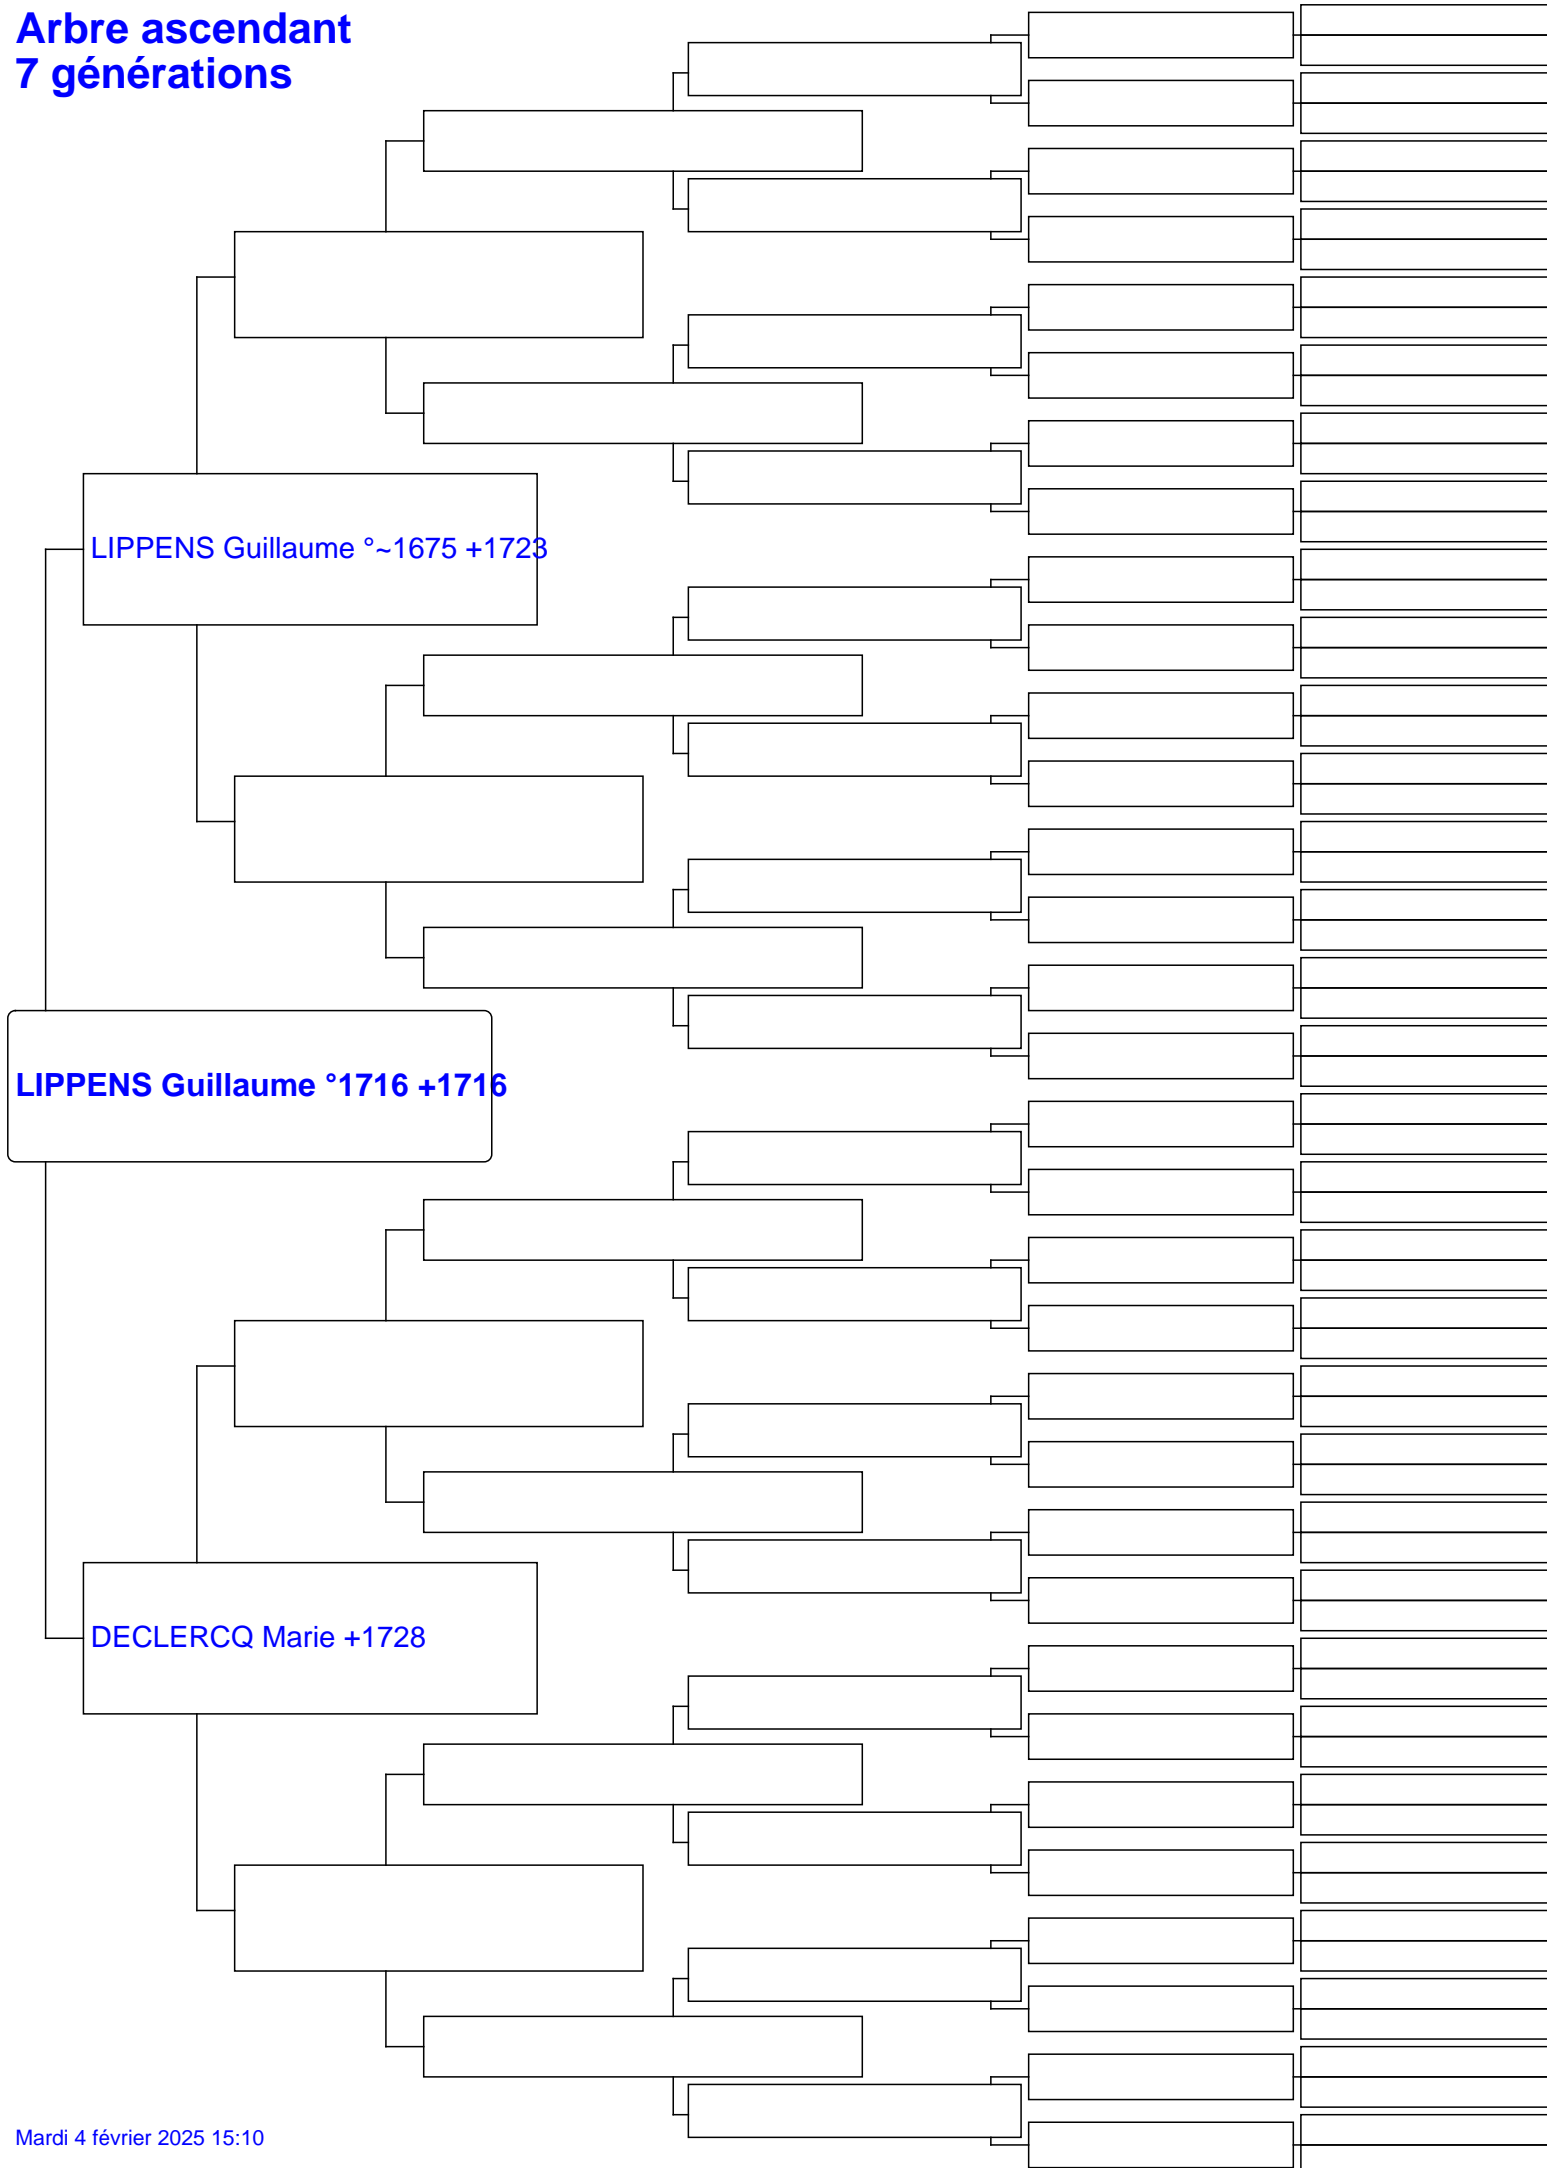 Arbre ascendant
7 générations
LIPPENS Guillaume °~1675 +1723
LIPPENS Guillaume °1716 +1716
DECLERCQ Marie +1728
Mardi 4 février 2025 15:10